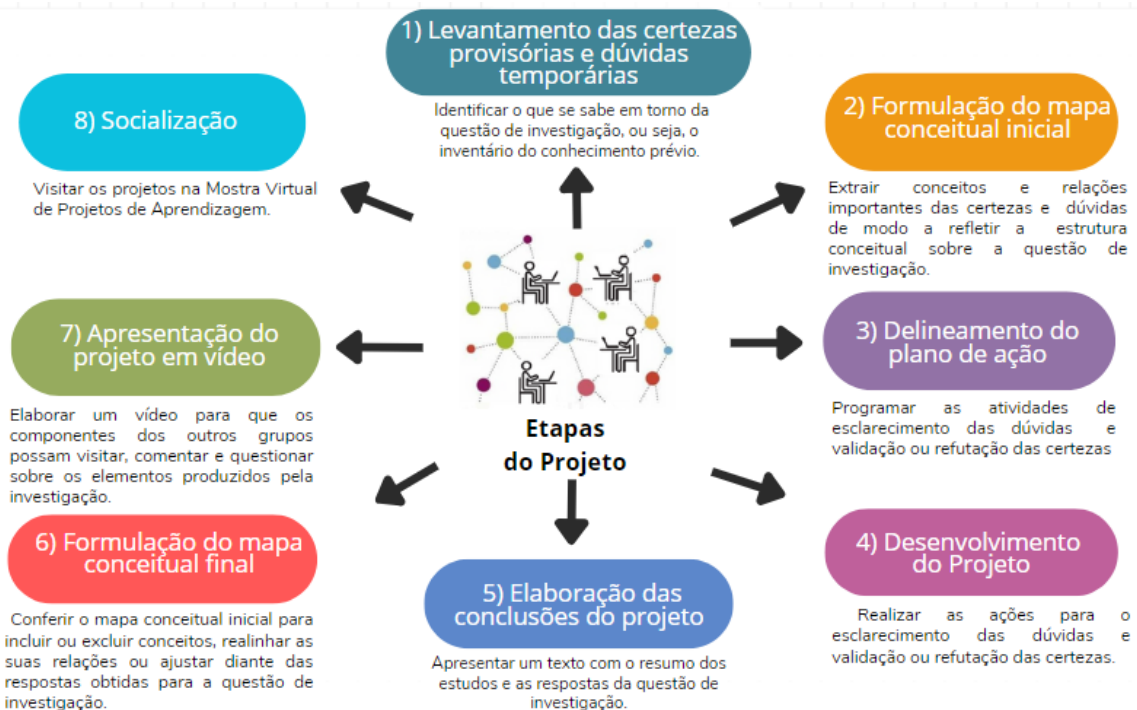 1) Levantamento das certezas
provisórias e dúvidas
temporárias
Identificar o que se sabe em torno da
questão de investigação, ou seja, o
inventário do conhecimento prévio.
2) Formulação do mapa
conceitual inicial
Extrair conceitos e relações
importantes das certezas e dúvidas
de modo a refletir a estrutura
conceitual sobre a questão de
investigação.
3) Delineamento do
plano de ação
Programar as atividades de
esclarecimento das dúvidas e
validação ou refutação das certezas
4) Desenvolvimento
do Projeto
Realizar as ações para o
esclarecimento das dúvidas e
validação ou refutação das certezas.
5) Elaboração das
conclusões do projeto
Apresentar um texto com o resumo dos
estudos e as respostas da questão de
investigação.
6) Formulação do mapa
conceitual final
Conferir o mapa conceitual inicial para
incluir ou excluir conceitos, realinhar as
suas relações ou ajustar diante das
respostas obtidas para a questão de
investigação.
7) Apresentação do
projeto em vídeo
Elaborar um vídeo para que os
componentes dos outros grupos
possam visitar, comentar e questionar
sobre os elementos produzidos pela
investigação.
8) Socialização
Visitar os projetos na Mostra Virtual
de Projetos de Aprendizagem.
Etapas
do Projeto